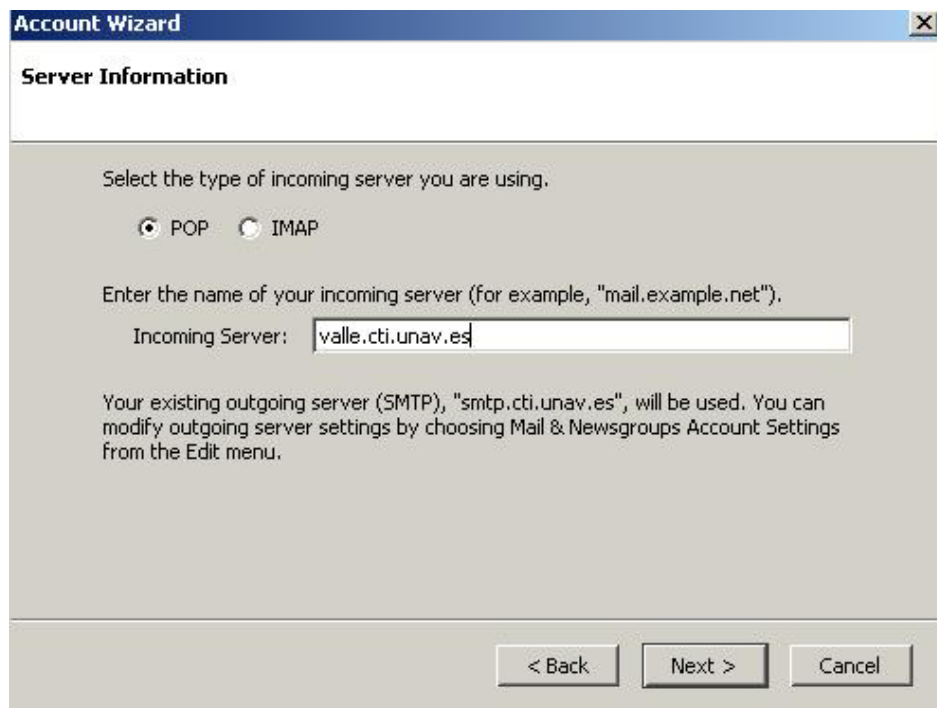 Account Wizard
Server Information
Select the type of incoming server you are using.
POP IMAP
Enter the name of your incoming server (for example, "mail.example.net").
Incoming Server: valle.cti.unav.es
Your existing outgoing server (SMTP), "smtp.cti.unav.es", will be used. You can
modify outgoing server settings by choosing Mail & Newsgroups Account Settings
from the Edit menu.
< Back Next > Cancel